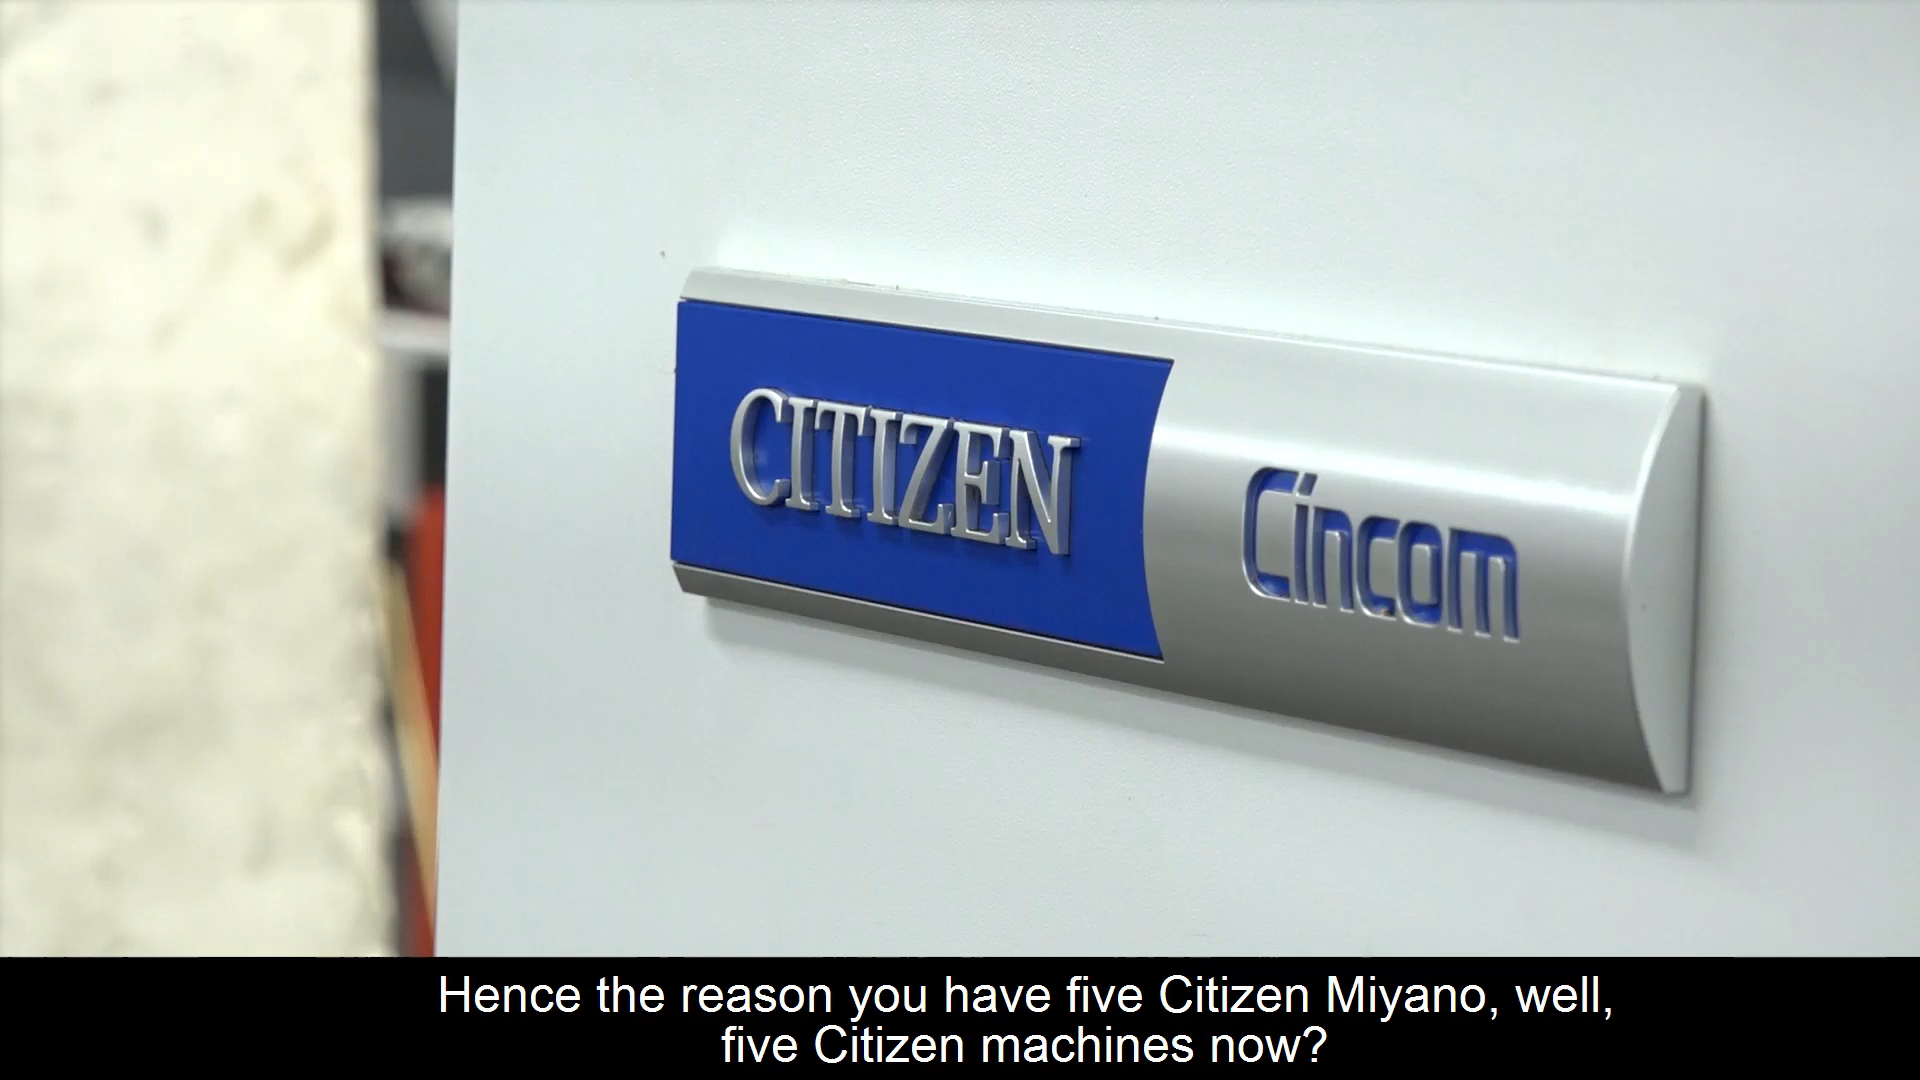 CITIZEN Cincom
Hence the reason you have five Citizen Miyano, well,
five Citizen machines now?